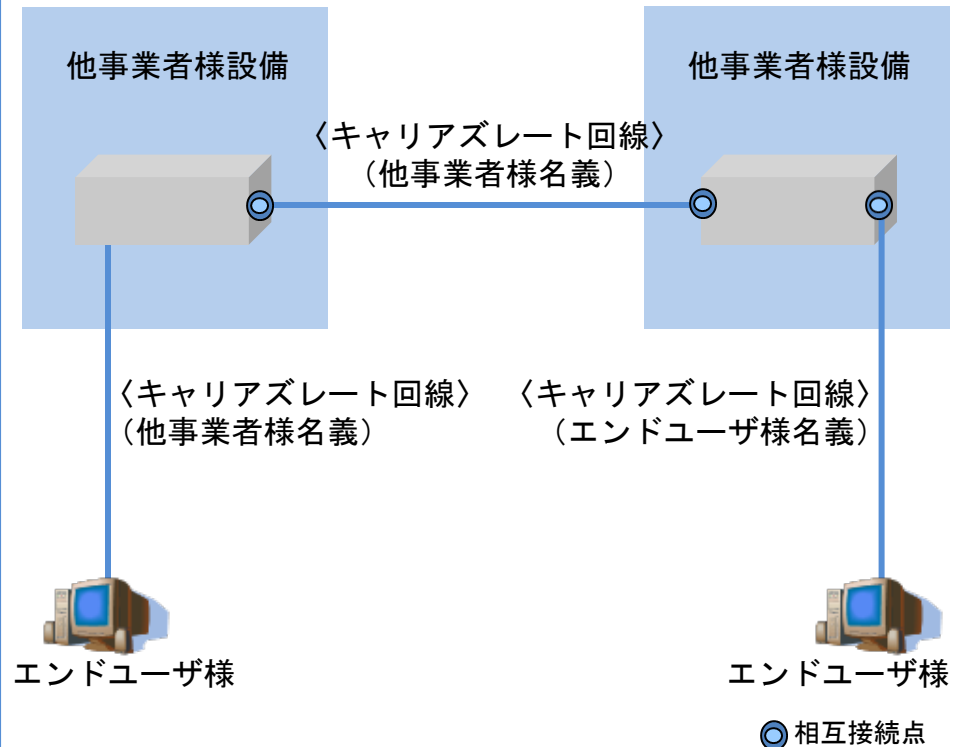 他事業者様設備
他事業者様設備
〈キャリアズレート回線〉
（他事業者様名義）
〈キャリアズレート回線〉
（他事業者様名義）
〈キャリアズレート回線〉
（エンドユーザ様名義）
エンドユーザ様
エンドユーザ様
相互接続点